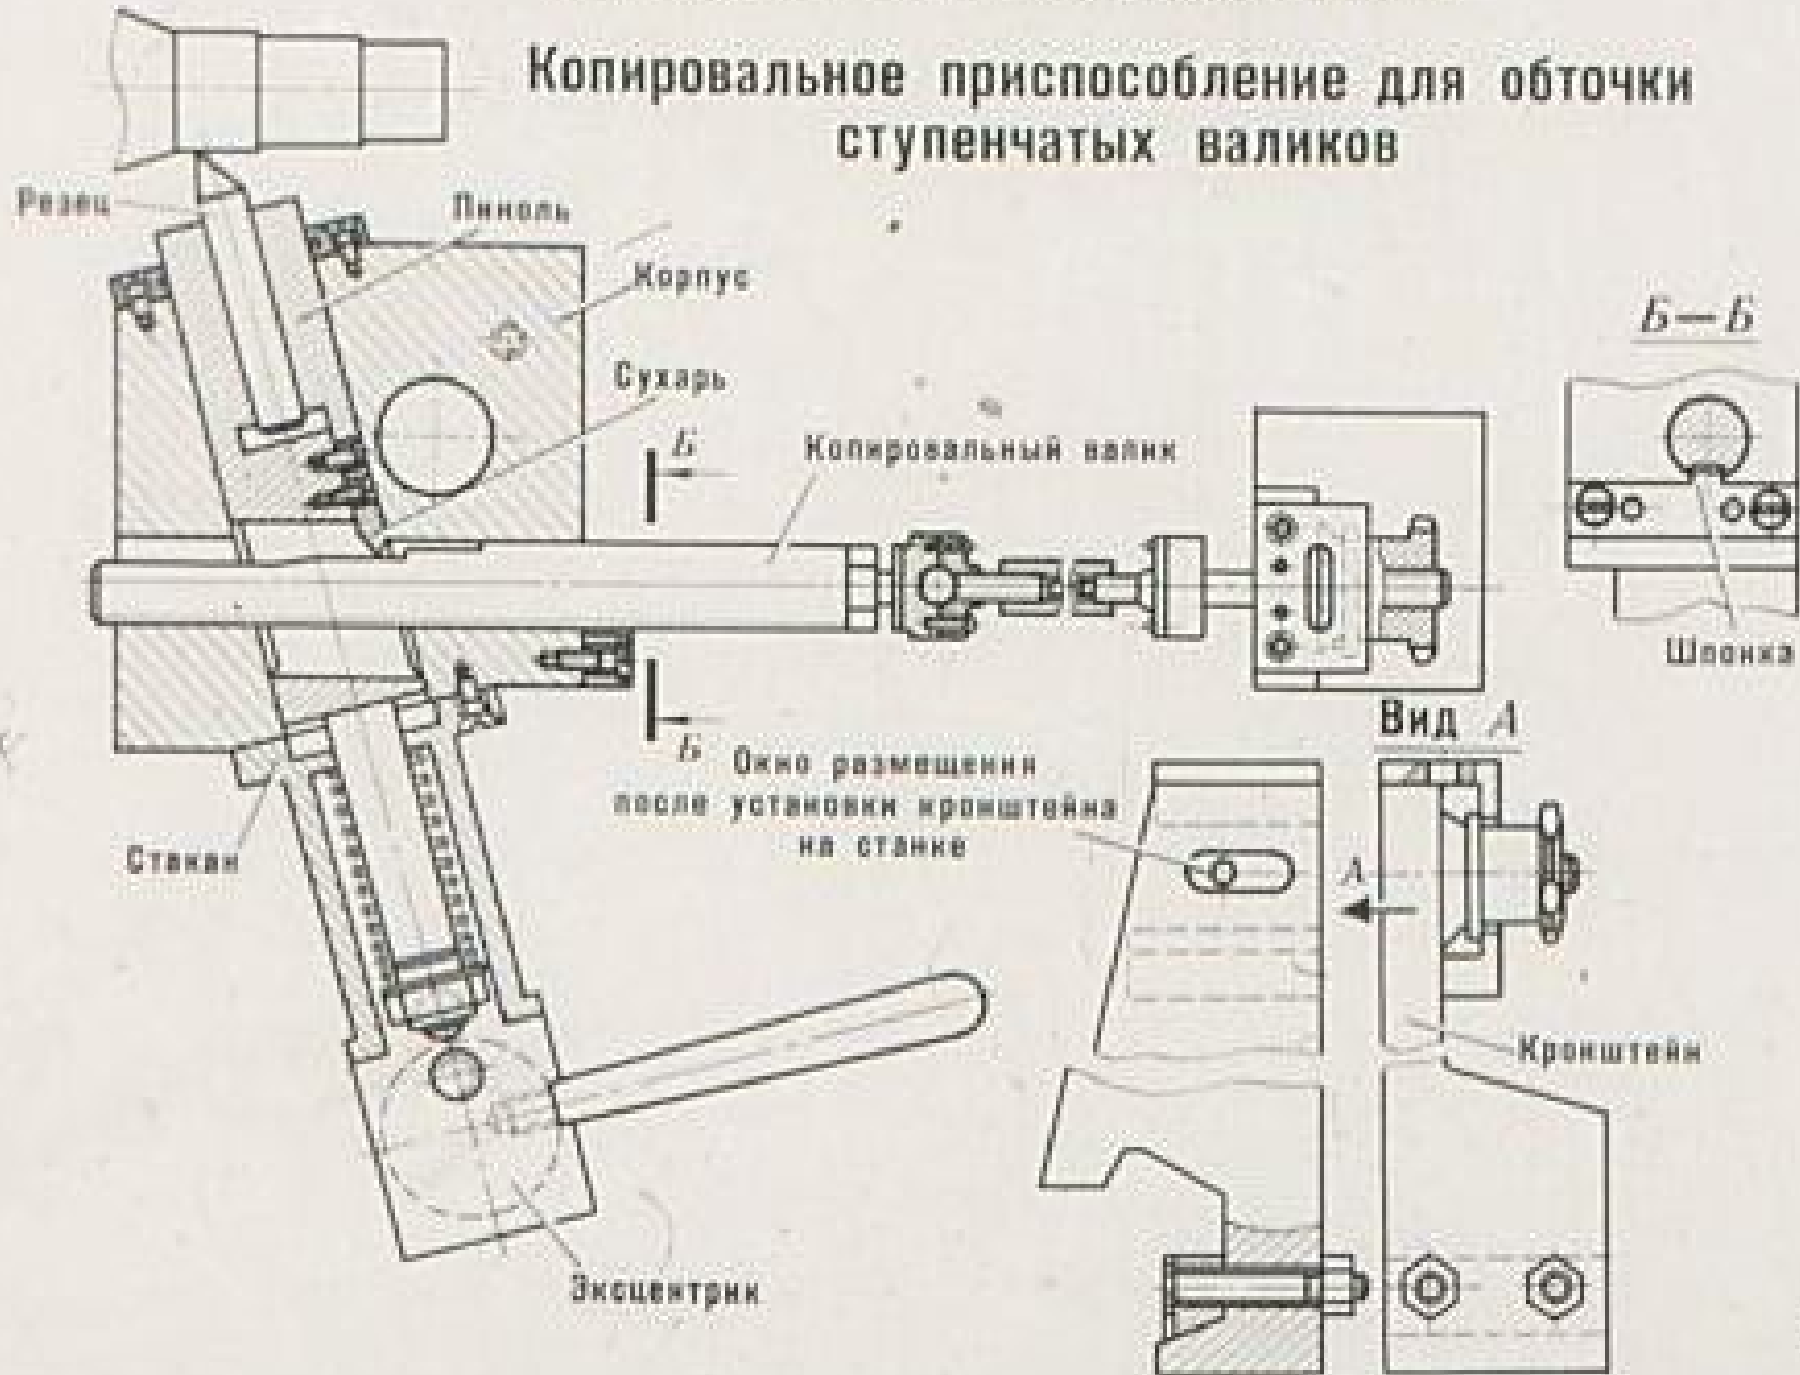 Копировальное приспособление для обточки
ступенчатых валиков
Резец
Пиноль
Корпус
Сухарь
Б
Копировальный валик
Б—Б
Шпонка
Б
Вид А
Окно размещения
после установки кронштейна
на станке
Стакан
А
Кронштейн
Эксцентрик